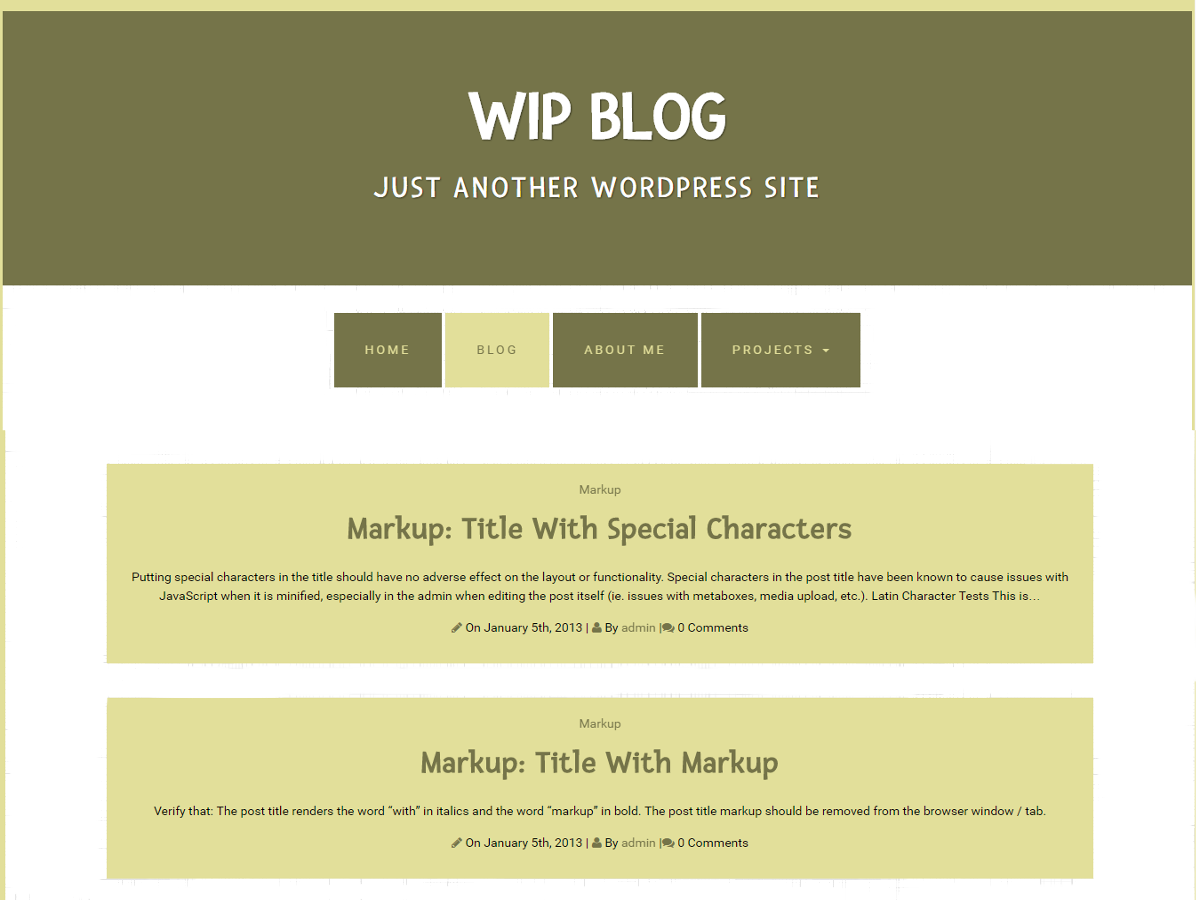 WIP BLOG
JUST ANOTHER WORDPRESS SITE
HOME BLOG ABOUT ME PROJECTS
Markup
Markup: Title With Special Characters
Putting special characters in the title should have no adverse effect on the layout or functionality. Special characters in the post title have been known to cause issues with
JavaScript when it is minified, especially in the admin when editing the post itself (ie. issues with metaboxes, media upload, etc.). Latin Character Tests This is…
On January 5th, 2013 | By admin | 0 Comments
Markup
Markup: Title With Markup
Verify that: The post title renders the word “with” in italics and the word “markup” in bold. The post title markup should be removed from the browser window / tab.
On January 5th, 2013 | By admin | 0 Comments